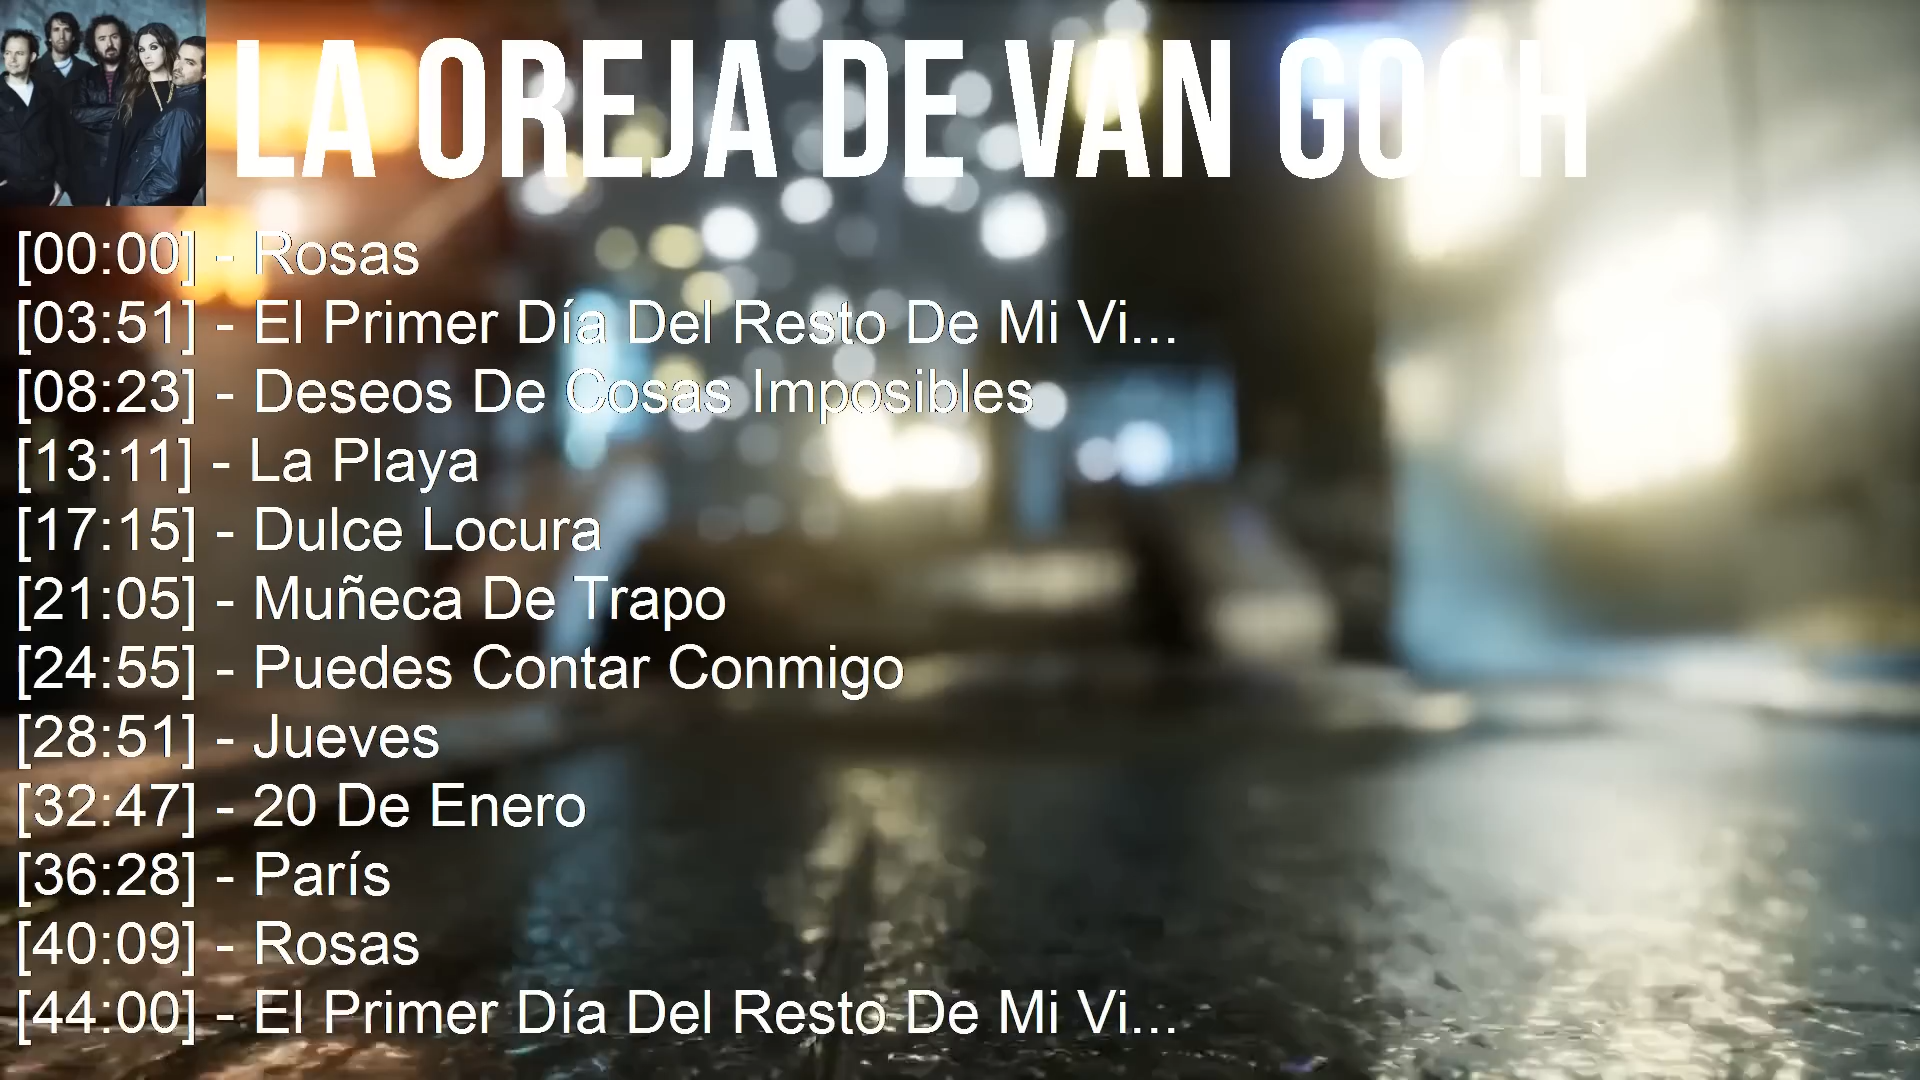 LA OREJA DE VAN GOGH
[00:00] - Rosas
[03:51] - El Primer Día Del Resto De Mi Vi...
[08:23] - Deseos De Cosas Imposibles
[13:11] - La Playa
[17:15] - Dulce Locura
[21:05] - Muñeca De Trapo
[24:55] - Puedes Contar Conmigo
[28:51] - Jueves
[32:47] - 20 De Enero
[36:28] - París
[40:09] - Rosas
[44:00] - El Primer Día Del Resto De Mi Vi...